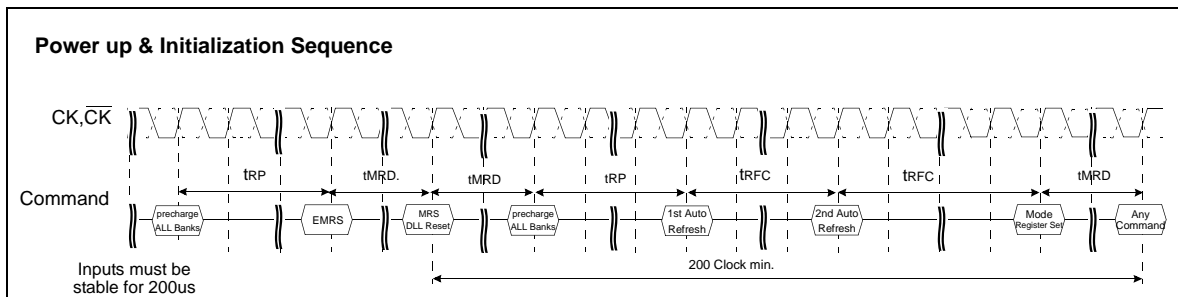 Power up & Initialization Sequence
CK,CK
tRP
tMRD.
tMRD
tRP
tRFC
tRFC
tMRD
Command
precharge
ALL Banks
EMRS
MRS
DLL Reset
precharge
ALL Banks
1st Auto
Refresh
2nd Auto
Refresh
Mode
Register Set
Any
Command
200 Clock min.
Inputs must be
stable for 200us